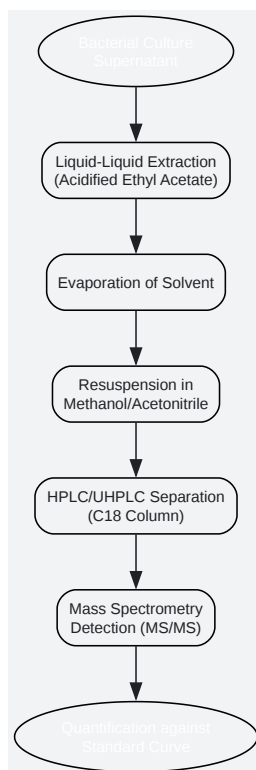 Bacterial Culture
Supernatant
Liquid-Liquid Extraction
(Acidified Ethyl Acetate)
Evaporation of Solvent
Resuspension in
Methanol/Acetonitrile
HPLC/UHPLC Separation
(C18 Column)
Mass Spectrometry
Detection (MS/MS)
Quantification against
Standard Curve